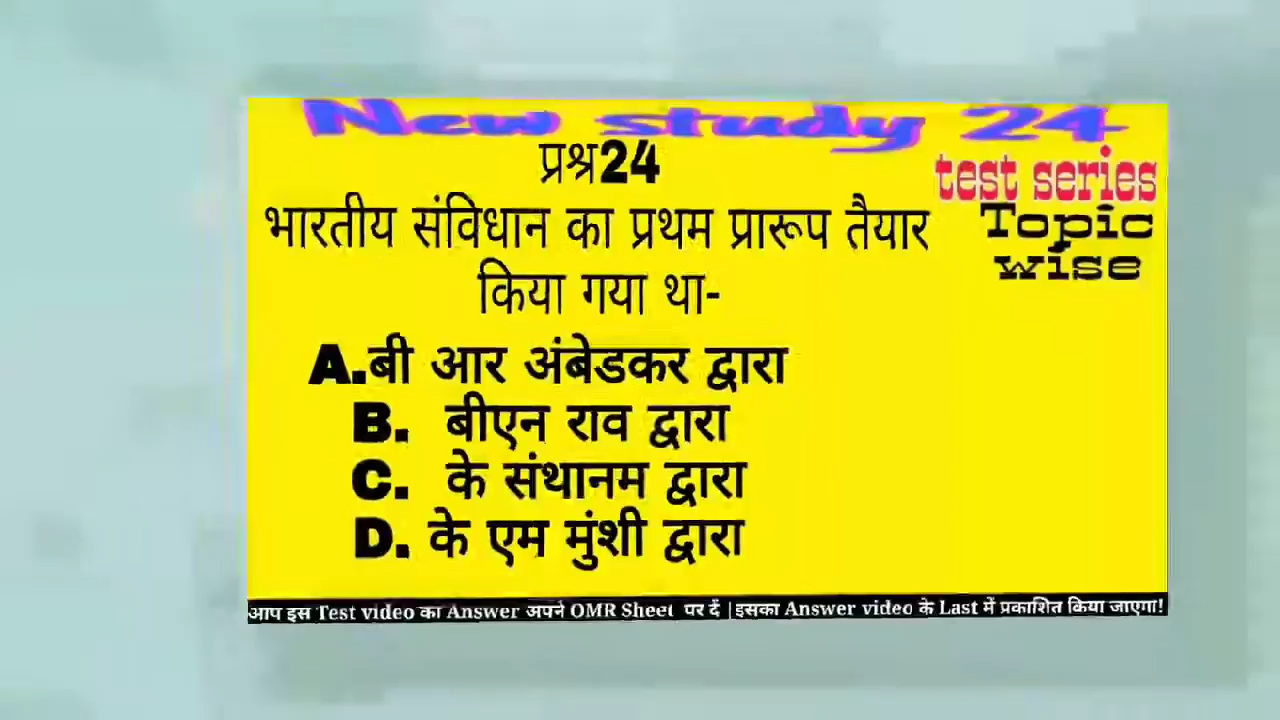 New study 24
प्रश्न24
test series
Topic
wise
भारतीय संविधान का प्रथम प्रारूप तैयार
किया गया था-
A.बी आर अंबेडकर द्वारा
B. बीएन राव द्वारा
C. के संथानम द्वारा
D. के एम मुंशी द्वारा
आप इस Test video का Answer अपने OMR Sheet पर दें |इसका Answer video के Last में प्रकाशित किया जाएगा!